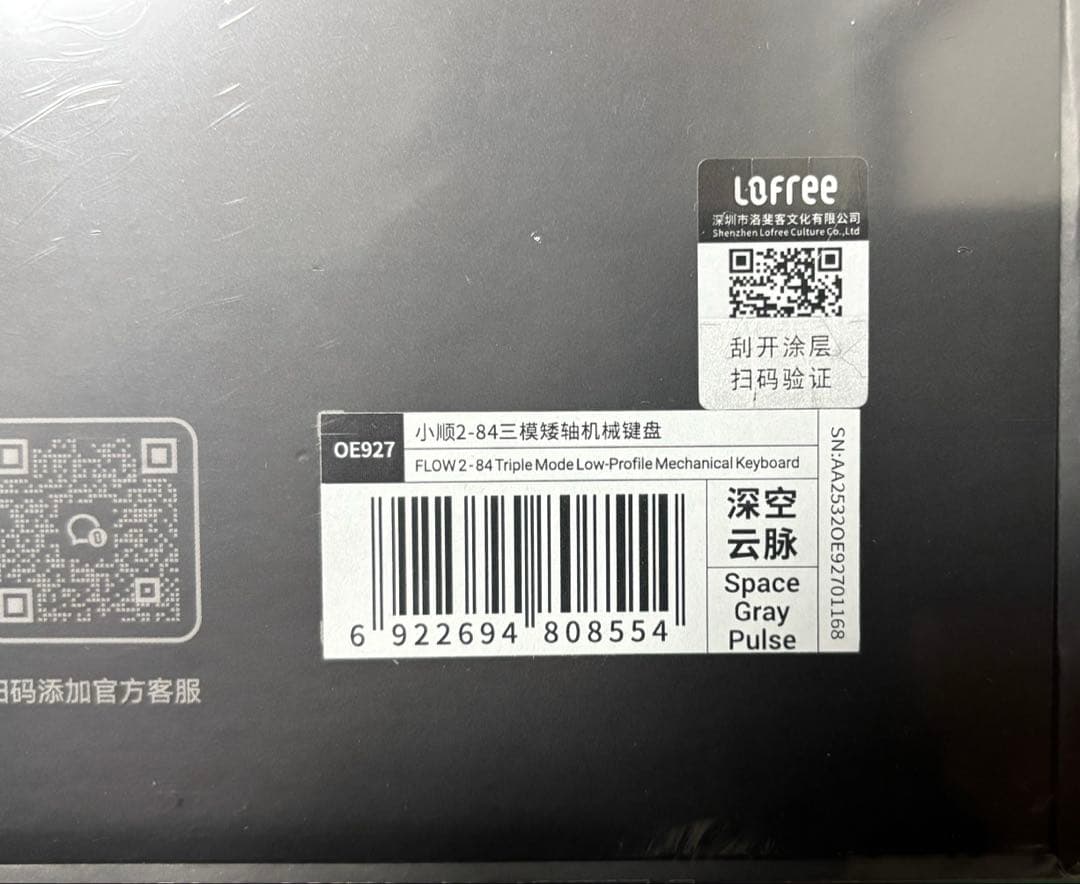 LOFree
深圳市洛斐客文化有限公司
Shenzhen Lofree Culture Co.,Ltd
刮开涂层
扫码验证
OE927
小顺2-84三模矮轴机械键盘
FLOW 2-84 Triple Mode Low-Profile Mechanical Keyboard
6 922694 808554
深空
云脉
Space
Gray
Pulse
SN:AA2532OE92701168
扫码添加官方客服